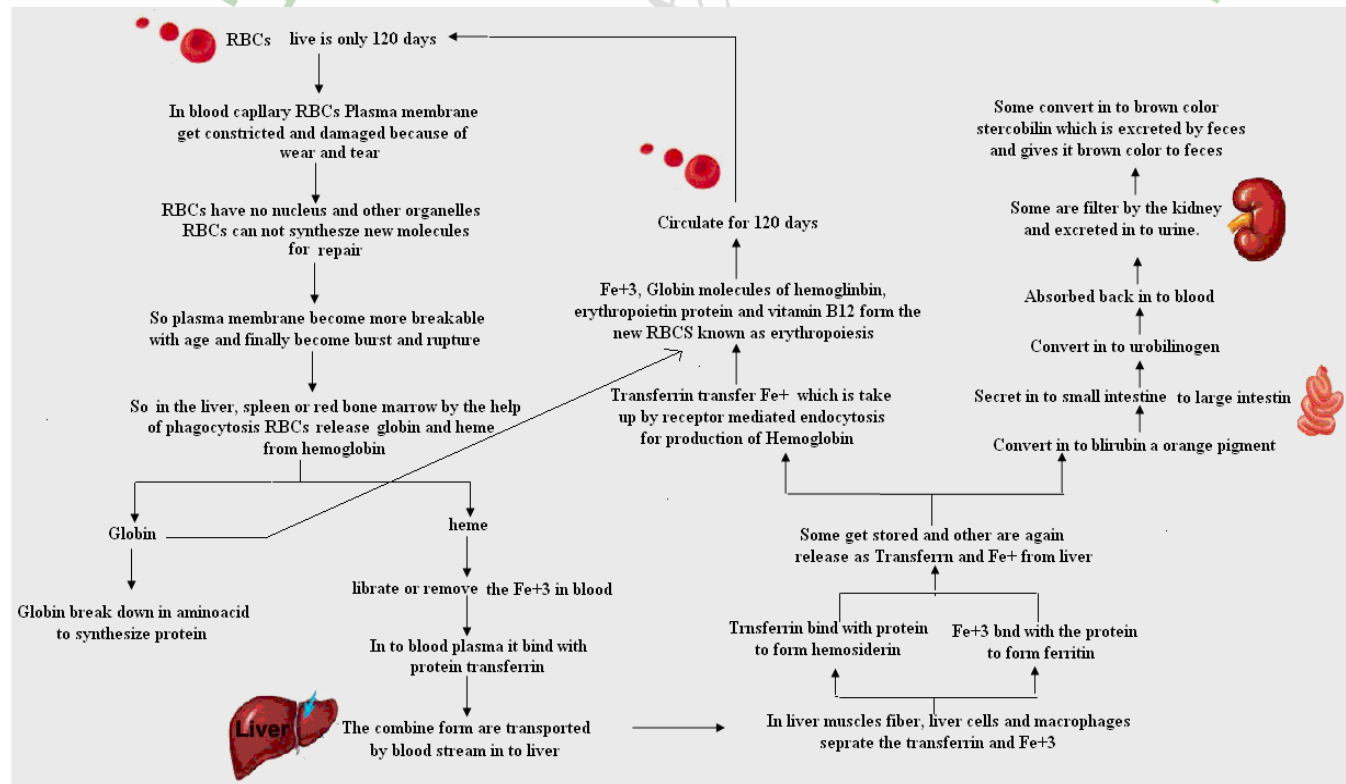 RBCs live is only 120 days
In blood capllary RBCs Plasma membrane
get constricted and damaged because of
wear and tear
RBCs have no nucleus and other organelles
RBCs can not synthesze new molecules
for repair
So plasma membrane become more breakable
with age and finally become burst and rupture
So in the liver, spleen or red bone marrow by the help
of phagocytosis RBCs release globin and heme
from hemoglobin
Globin
Globin break down in aminoacid
to synthesize protein
heme
librate or remove the Fe+3 in blood
In to blood plasma it bind with
protein transferrin
Liver
The combine form are transported
by blood stream in to liver
In liver muscles fiber, liver cells and macrophages
seprate the transferrin and Fe+3
Trnsferrin bind with protein
to form hemosiderin
Fe+3 bnd with the protein
to form ferritin
Some get stored and other are again
release as Transferrn and Fe+ from liver
Transferrin transfer Fe+ which is take
up by receptor mediated endocytosis
for production of Hemoglobin
Fe+3, Globin molecules of hemoglinbin,
erythropoietin protein and vitamin B12 form the
new RBCS known as erythropoiesis
Circulate for 120 days
Convert in to blirubin a orange pigment
Secret in to small intestine to large intestin
Convert in to urobilinogen
Absorbed back in to blood
Some are filter by the kidney
and excreted in to urine.
Some convert in to brown color
stercobilin which is excreted by feces
and gives it brown color to feces